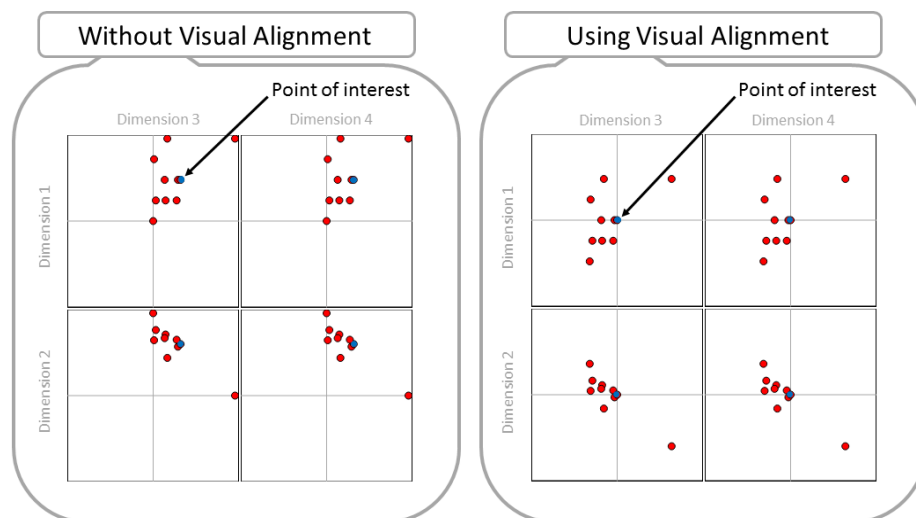 Without Visual Alignment
Point of interest
Dimension 3
Dimension 4
Dimension 1
Dimension 2
Using Visual Alignment
Point of interest
Dimension 3
Dimension 4
Dimension 1
Dimension 2